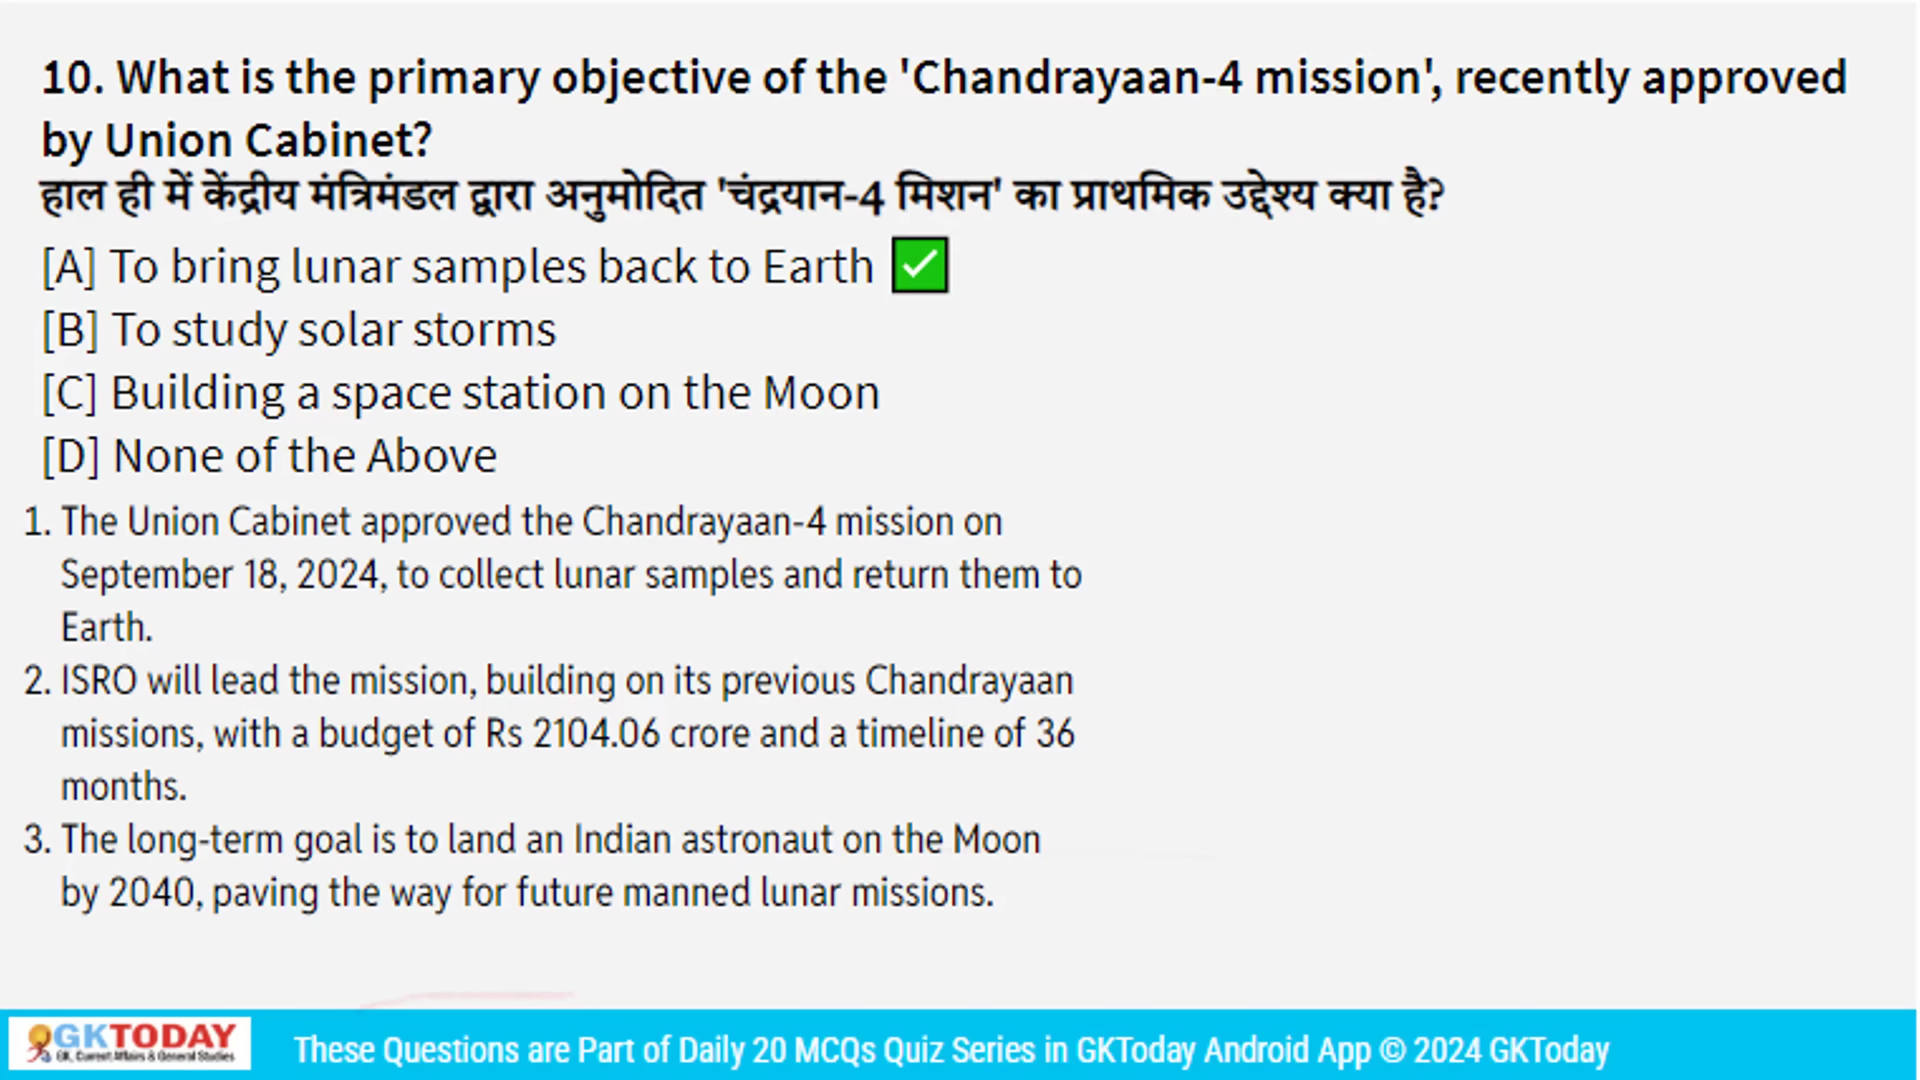 10. What is the primary objective of the 'Chandrayaan-4 mission', recently approved
by Union Cabinet?
हाल ही में केंद्रीय मंत्रिमंडल द्वारा अनुमोदित 'चंद्रयान-4 मिशन' का प्राथमिक उद्देश्य क्या है?
[A] To bring lunar samples back to Earth ✅
[B] To study solar storms
[C] Building a space station on the Moon
[D] None of the Above
1. The Union Cabinet approved the Chandrayaan-4 mission on
September 18, 2024, to collect lunar samples and return them to
Earth.
2. ISRO will lead the mission, building on its previous Chandrayaan
missions, with a budget of Rs 2104.06 crore and a timeline of 36
months.
3. The long-term goal is to land an Indian astronaut on the Moon
by 2040, paving the way for future manned lunar missions.
GKTODAY
GK, Current Affairs & General Studies
These Questions are Part of Daily 20 MCQs Quiz Series in GKToday Android App © 2024 GKToday